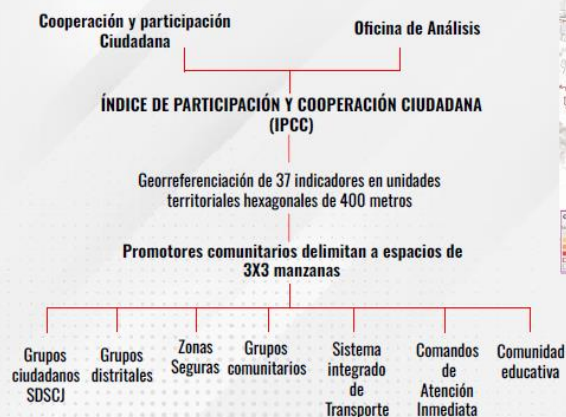 Cooperación y participación
Ciudadana
Oficina de Análisis
ÍNDICE DE PARTICIPACIÓN Y COOPERACIÓN CIUDADANA
(IPCC)
Georreferenciación de 37 indicadores en unidades
territoriales hexagonales de 400 metros
Promotores comunitarios delimitan a espacios de
3X3 manzanas
Grupos
ciudadanos
SDSCJ
Grupos
distritales
Zonas
Seguras
Grupos
comunitarios
Sistema
integrado
de
Transporte
Comandos
de
Atención
Inmediata
Comunidad
educativa